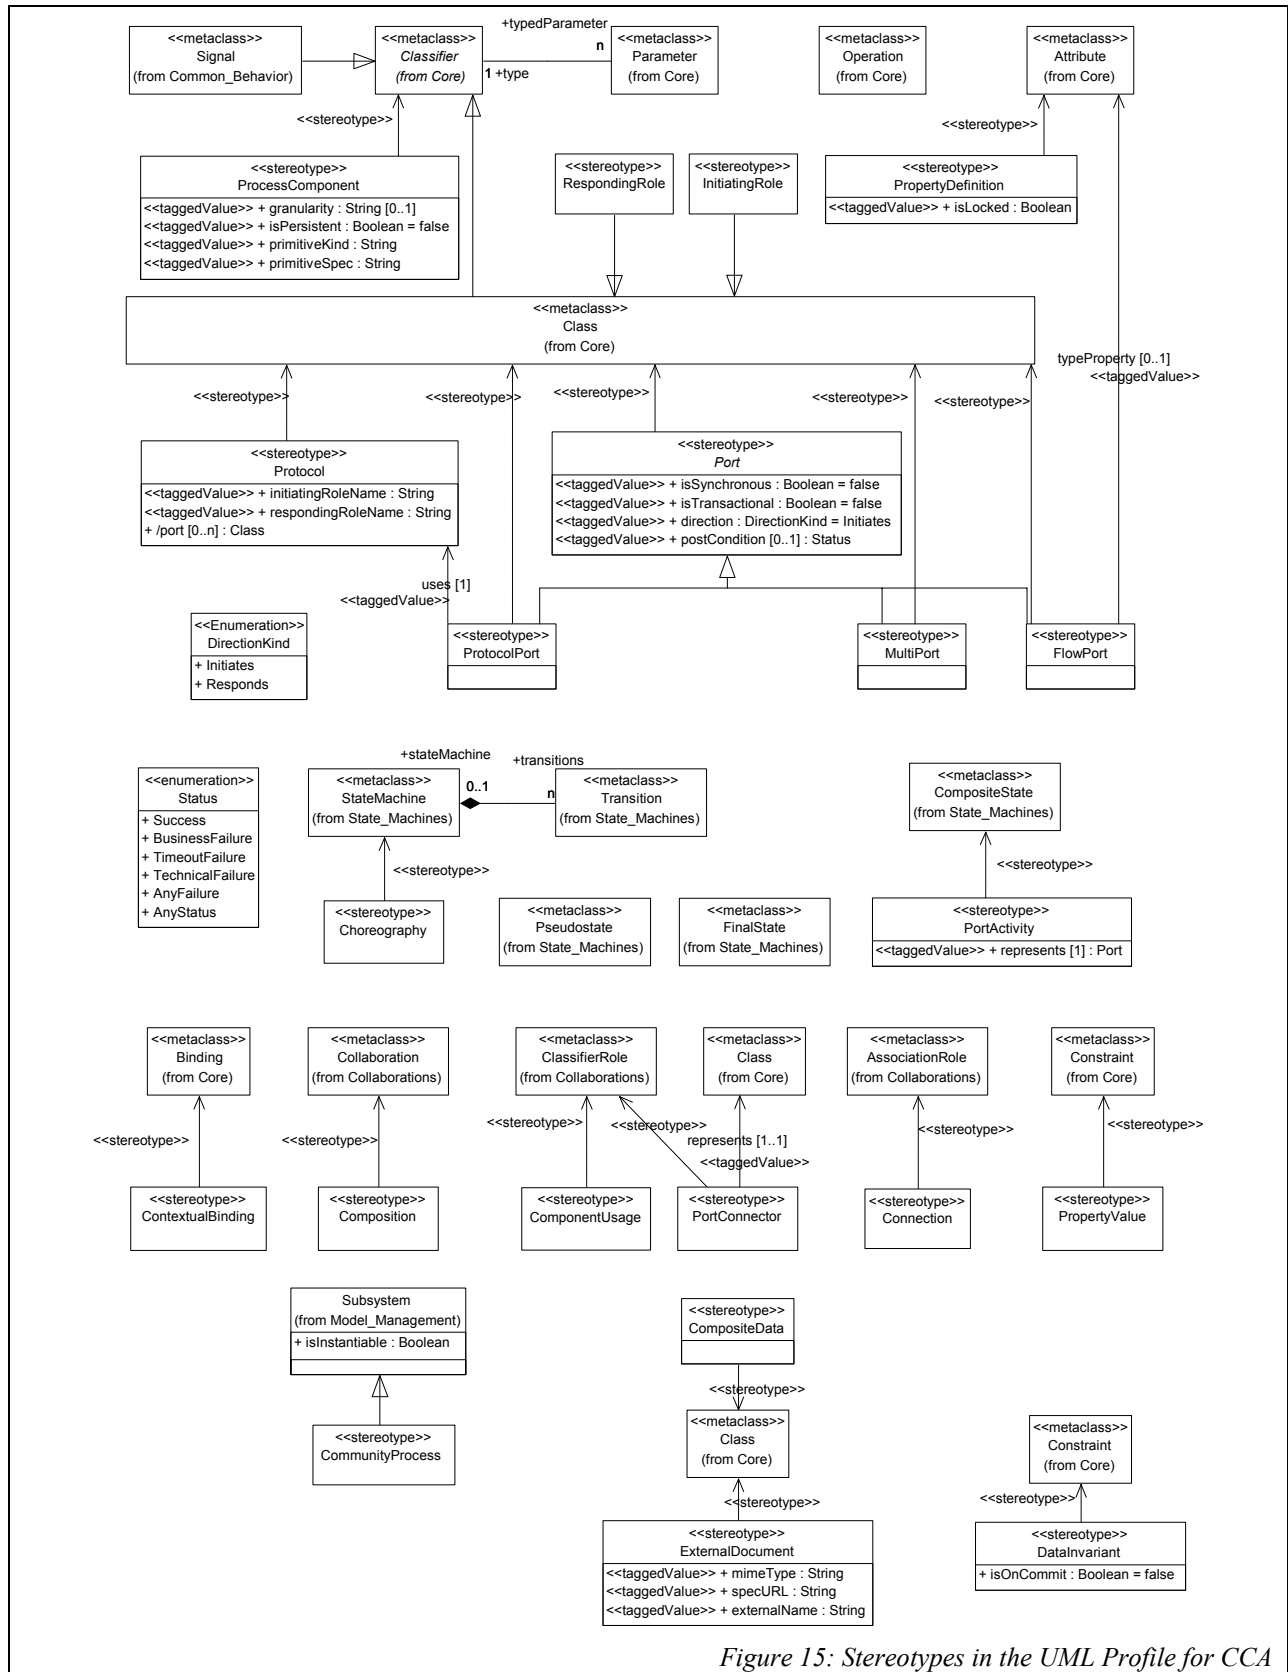 <<metaclass>>
Signal
(from Common_Behavior)
<<metaclass>>
Classifier
(from Core)
+typedParameter
n
1 +type
<<metaclass>>
Parameter
(from Core)
<<metaclass>>
Operation
(from Core)
<<metaclass>>
Attribute
(from Core)
<<stereotype>>
<<stereotype>>
<<stereotype>>
ProcessComponent
<<taggedValue>> + granularity : String [0..1]
<<taggedValue>> + isPersistent : Boolean = false
<<taggedValue>> + primitiveKind : String
<<taggedValue>> + primitiveSpec : String
<<stereotype>>
RespondingRole
<<stereotype>>
InitiatingRole
<<stereotype>>
PropertyDefinition
<<taggedValue>> + isLocked : Boolean
<<metaclass>>
Class
(from Core)
typeProperty [0..1]
<<taggedValue>>
<<stereotype>>
<<stereotype>>
<<stereotype>>
<<stereotype>>
<<stereotype>>
<<stereotype>>
Protocol
<<taggedValue>> + initiatingRoleName : String
<<taggedValue>> + respondingRoleName : String
+ /port [0..n] : Class
<<stereotype>>
Port
<<taggedValue>> + isSynchronous : Boolean = false
<<taggedValue>> + isTransactional : Boolean = false
<<taggedValue>> + direction : DirectionKind = Initiates
<<taggedValue>> + postCondition [0..1] : Status
uses [1]
<<taggedValue>>
<<Enumeration>>
DirectionKind
+ Initiates
+ Responds
<<stereotype>>
ProtocolPort
<<stereotype>>
MultiPort
<<stereotype>>
FlowPort
<<enumeration>>
Status
+ Success
+ BusinessFailure
+ TimeoutFailure
+ TechnicalFailure
+ AnyFailure
+ AnyStatus
+stateMachine
+transitions
<<metaclass>>
StateMachine
(from State_Machines)
0..1
n
<<metaclass>>
Transition
(from State_Machines)
<<metaclass>>
CompositeState
(from State_Machines)
<<stereotype>>
<<stereotype>>
<<stereotype>>
Choreography
<<metaclass>>
Pseudostate
(from State_Machines)
<<metaclass>>
FinalState
(from State_Machines)
<<stereotype>>
PortActivity
<<taggedValue>> + represents [1] : Port
<<metaclass>>
Binding
(from Core)
<<metaclass>>
Collaboration
(from Collaborations)
<<metaclass>>
ClassifierRole
(from Collaborations)
<<metaclass>>
Class
(from Core)
<<metaclass>>
AssociationRole
(from Collaborations)
<<metaclass>>
Constraint
(from Core)
<<stereotype>>
<<stereotype>>
<<stereotype>>
<<stereotype>>
represents [1..1]
<<taggedValue>>
<<stereotype>>
<<stereotype>>
<<stereotype>>
ContextualBinding
<<stereotype>>
Composition
<<stereotype>>
ComponentUsage
<<stereotype>>
PortConnector
<<stereotype>>
Connection
<<stereotype>>
PropertyValue
Subsystem
(from Model_Management)
+ isInstantiable : Boolean
<<stereotype>>
CommunityProcess
<<stereotype>>
CompositeData
<<stereotype>>
<<metaclass>>
Class
(from Core)
<<stereotype>>
<<stereotype>>
ExternalDocument
<<taggedValue>> + mimeType : String
<<taggedValue>> + specURL : String
<<taggedValue>> + externalName : String
<<metaclass>>
Constraint
(from Core)
<<stereotype>>
<<stereotype>>
DataInvariant
+ isOnCommit : Boolean = false
Figure 15: Stereotypes in the UML Profile for CCA